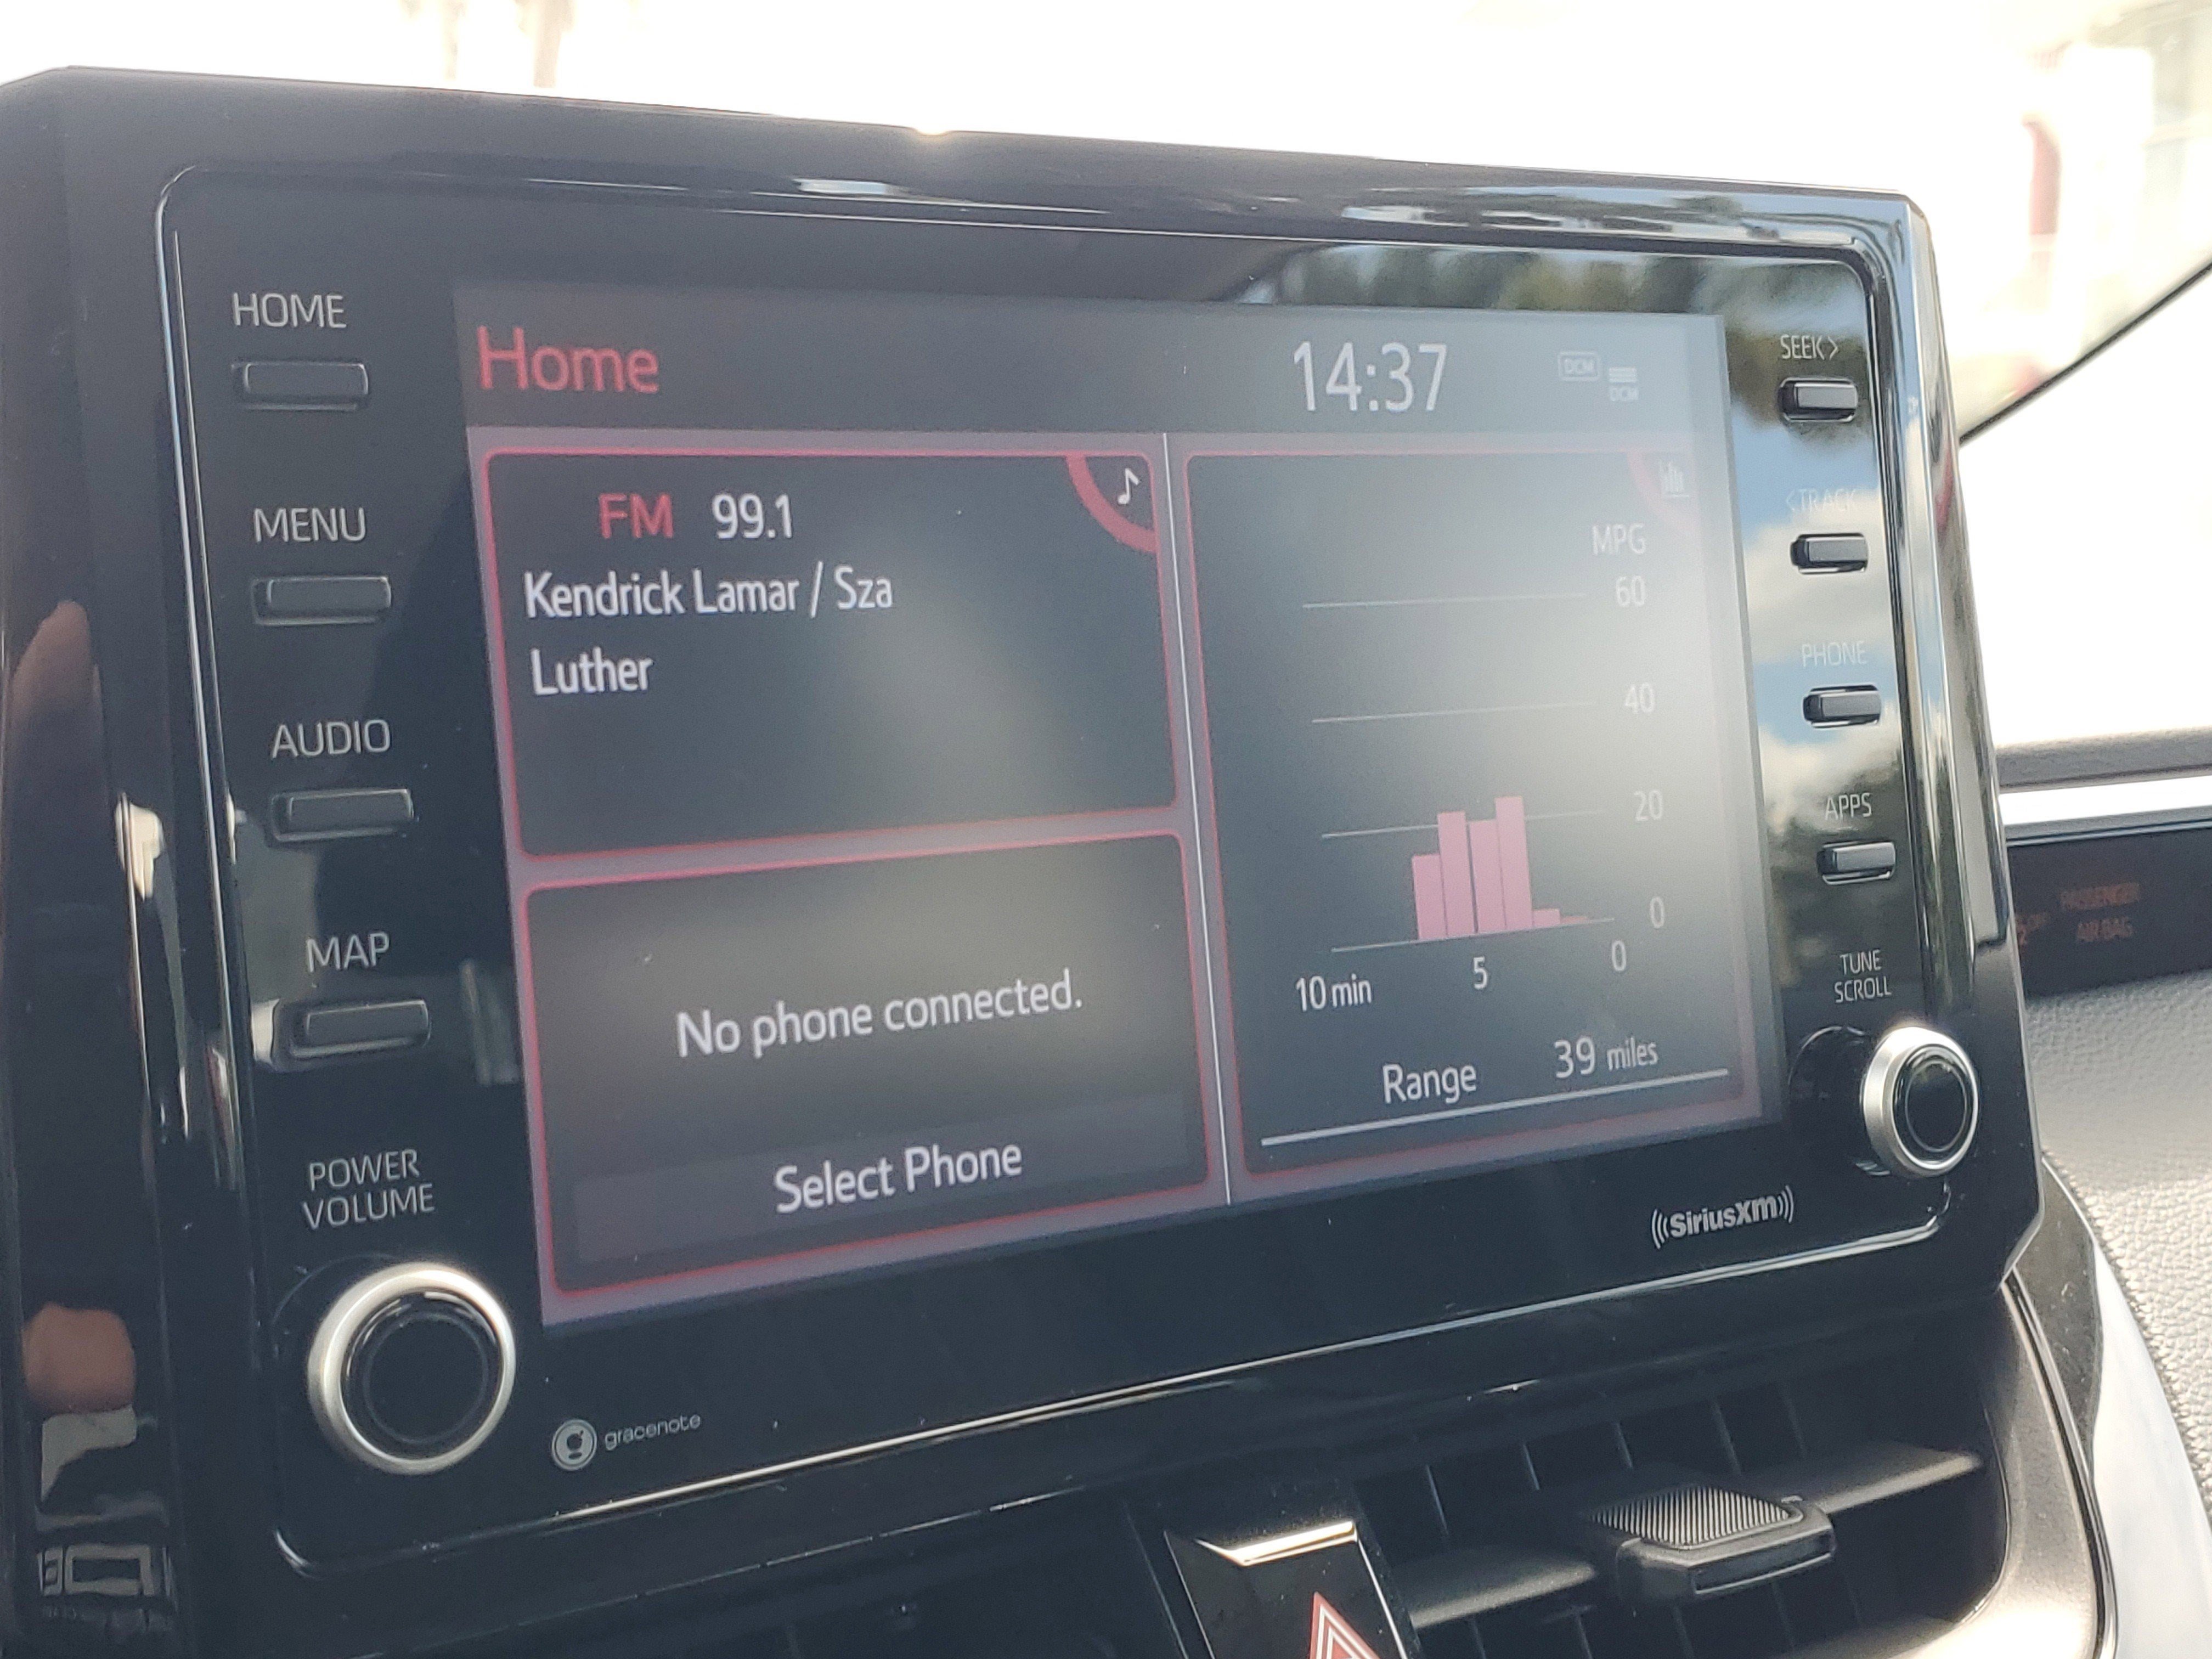 HOME
MENU
AUDIO
MAP
POWER
VOLUME
Home
14:37
DCM
DCM
FM 99.1
Kendrick Lamar / Sza
Luther
No phone connected.
Select Phone
MPG
60
40
20
0
10 min 5 0
Range 39 miles
SEEK>
<TRACK
PHONE
APPS
TUNE
SCROLL
((SiriusXM))
gracenote
PASSENGER
AIR BAG